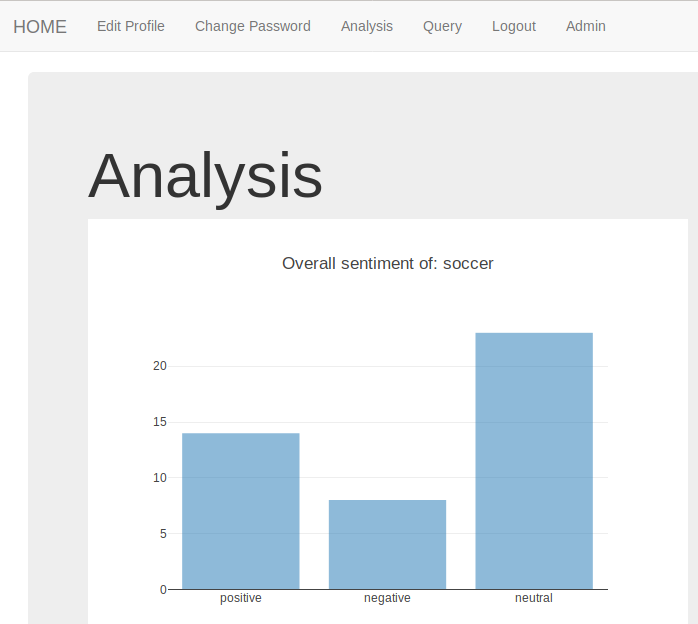 HOME Edit Profile Change Password Analysis Query Logout Admin
Analysis
Overall sentiment of: soccer
20
15
10
5
0
positive negative neutral